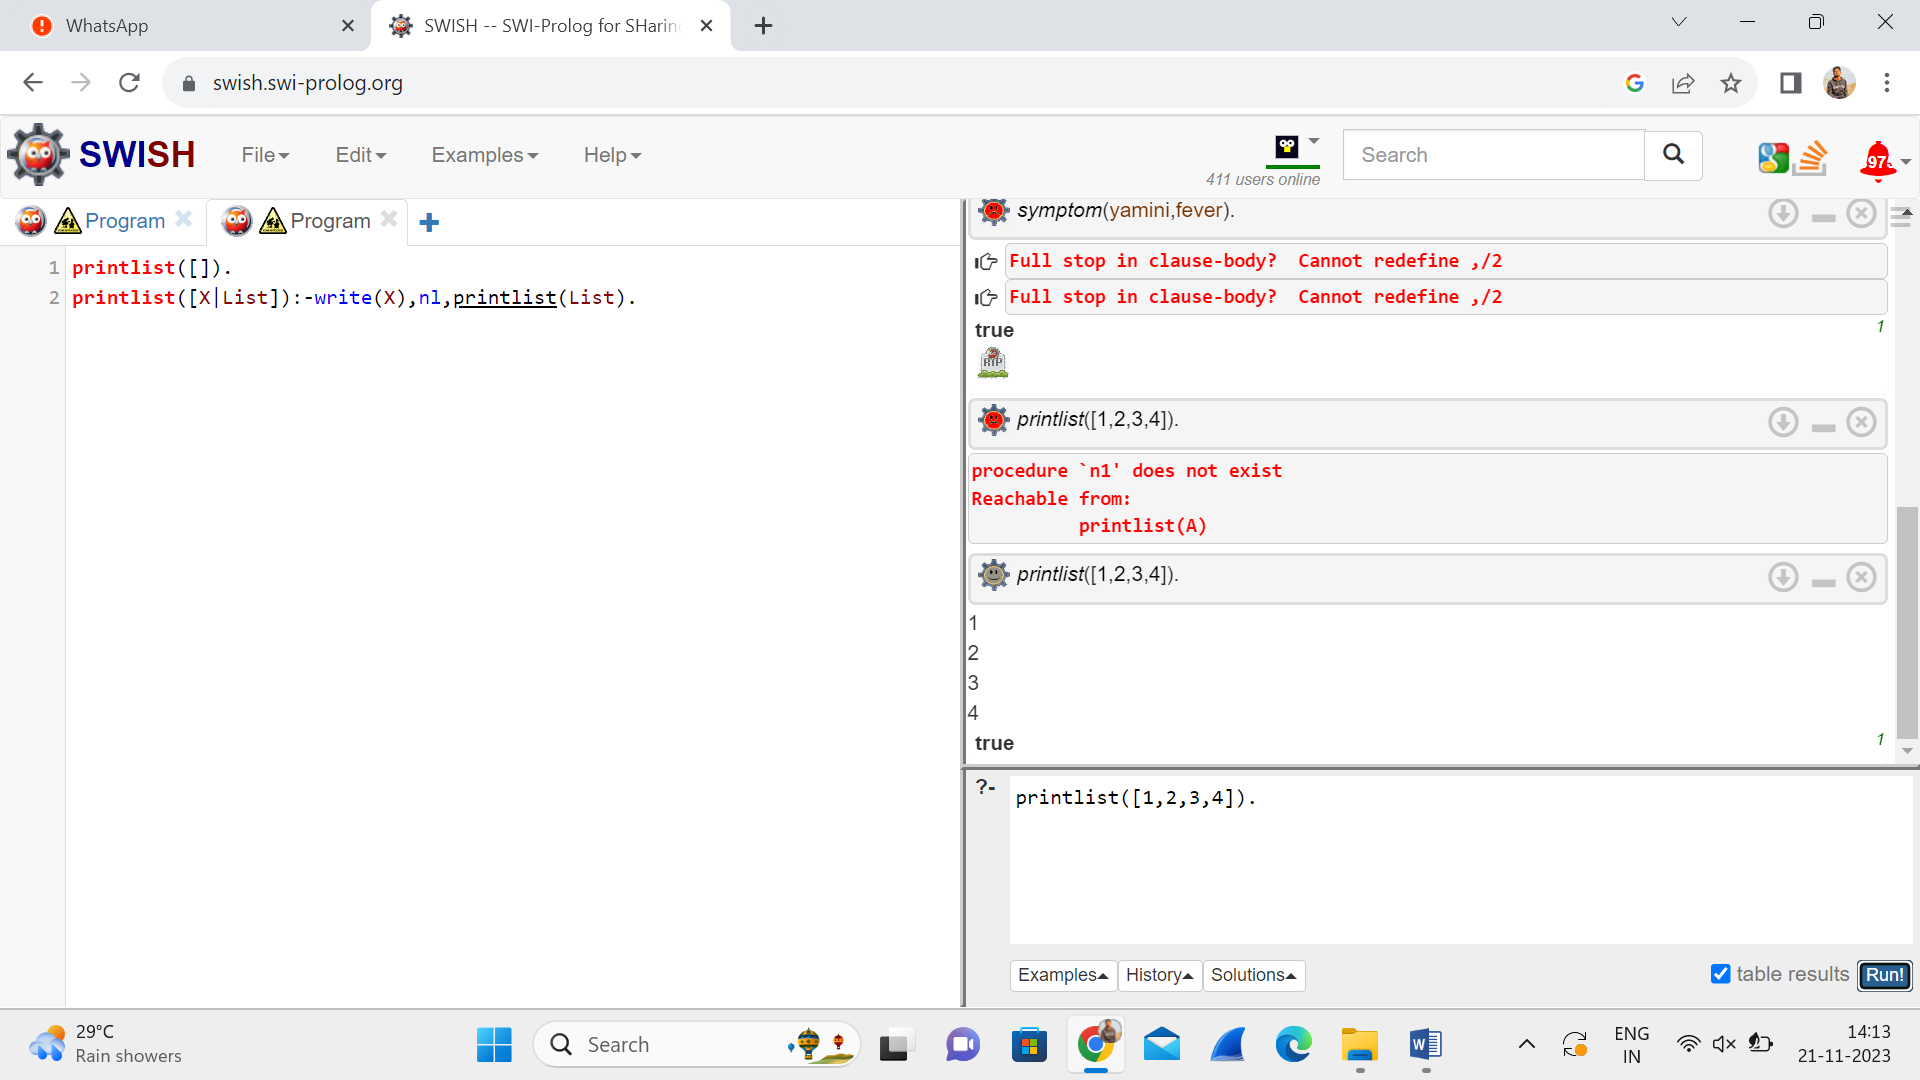 WhatsApp
SWISH -- SWI-Prolog for SHaring
swish.swi-prolog.org
SWISH
File
Edit
Examples
Help
411 users online
Search
Program
Program
1 printlist([]).
2 printlist([X|List]):-write(X),nl,printlist(List).
symptom(yamini,fever).
Full stop in clause-body?  Cannot redefine ,/2
Full stop in clause-body?  Cannot redefine ,/2
true
1
RIP
printlist([1,2,3,4]).
procedure `n1' does not exist
Reachable from:
printlist(A)
printlist([1,2,3,4]).
1
2
3
4
true
1
?-
printlist([1,2,3,4]).
Examples
History
Solutions
table results
Run!
29°C
Rain showers
Search
ENG
IN
14:13
21-11-2023